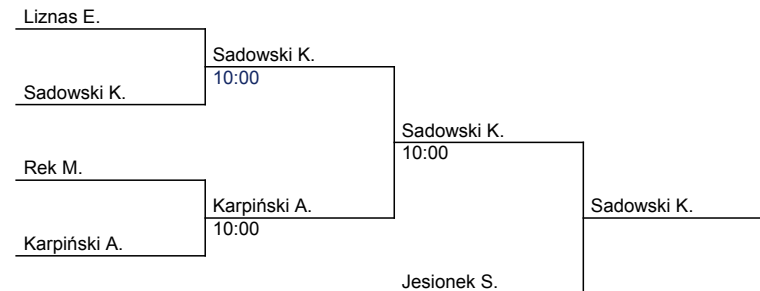 Liznas E.
Sadowski K.
10:00
Sadowski K.
Sadowski K.
10:00
Rek M.
Karpiński A.
10:00
Sadowski K.
Karpiński A.
Jesionek S.